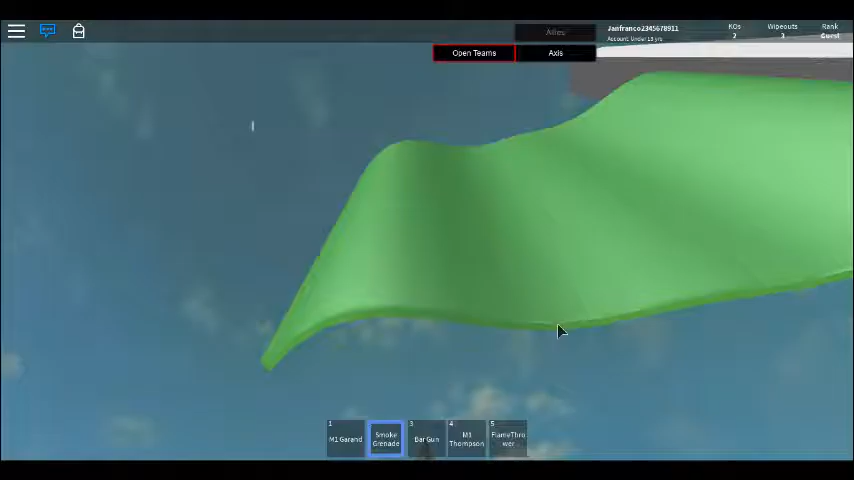 Allies
Janfranco2345678911
KOs
Wipeouts
Rank
Account: Under 13 yrs
2
3
Guest
Open Teams
Axis
1
M1 Garand
Smoke
Grenade
3
Bar Gun
4
M1
Thompson
5
FlameThro
wer